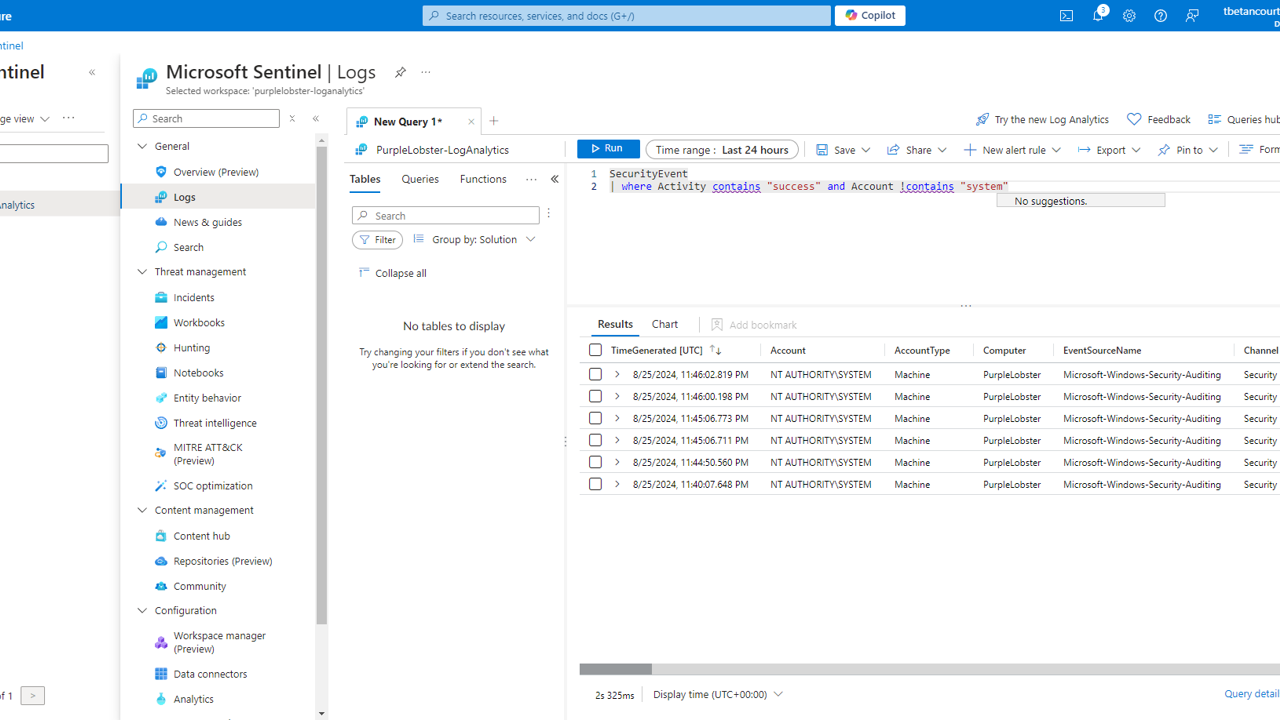 re
Search resources, services, and docs (G+/)
Copilot
3
tbetancourt
ntinel
ntinel
«
Microsoft Sentinel | Logs
···
Selected workspace: 'purplelobster-loganalytics'
ge view
···
nalytics
of 1
>
Search
«
General
Overview (Preview)
Logs
News & guides
Search
Threat management
Incidents
Workbooks
Hunting
Notebooks
Entity behavior
Threat intelligence
MITRE ATT&CK
(Preview)
SOC optimization
Content management
Content hub
Repositories (Preview)
Community
Configuration
Workspace manager
(Preview)
Data connectors
Analytics
New Query 1*
×
+
Try the new Log Analytics
Feedback
Queries hub
PurpleLobster-LogAnalytics
Run
Time range : Last 24 hours
Save
Share
New alert rule
Export
Pin to
Form
Tables
Queries
Functions
···
«
Search
Filter
Group by: Solution
Collapse all
No tables to display
Try changing your filters if you don't see what
you're looking for or extend the search.
1 SecurityEvent
2 | where Activity contains "success" and Account !contains "system"
No suggestions.
Results
Chart
Add bookmark
TimeGenerated [UTC] Account AccountType Computer EventSourceName Channel
8/25/2024, 11:46:02.819 PM NT AUTHORITY\SYSTEM Machine PurpleLobster Microsoft-Windows-Security-Auditing Security
8/25/2024, 11:46:00.198 PM NT AUTHORITY\SYSTEM Machine PurpleLobster Microsoft-Windows-Security-Auditing Security
8/25/2024, 11:45:06.773 PM NT AUTHORITY\SYSTEM Machine PurpleLobster Microsoft-Windows-Security-Auditing Security
8/25/2024, 11:45:06.711 PM NT AUTHORITY\SYSTEM Machine PurpleLobster Microsoft-Windows-Security-Auditing Security
8/25/2024, 11:44:50.560 PM NT AUTHORITY\SYSTEM Machine PurpleLobster Microsoft-Windows-Security-Auditing Security
8/25/2024, 11:40:07.648 PM NT AUTHORITY\SYSTEM Machine PurpleLobster Microsoft-Windows-Security-Auditing Security
2s 325ms
Display time (UTC+00:00)
Query detail